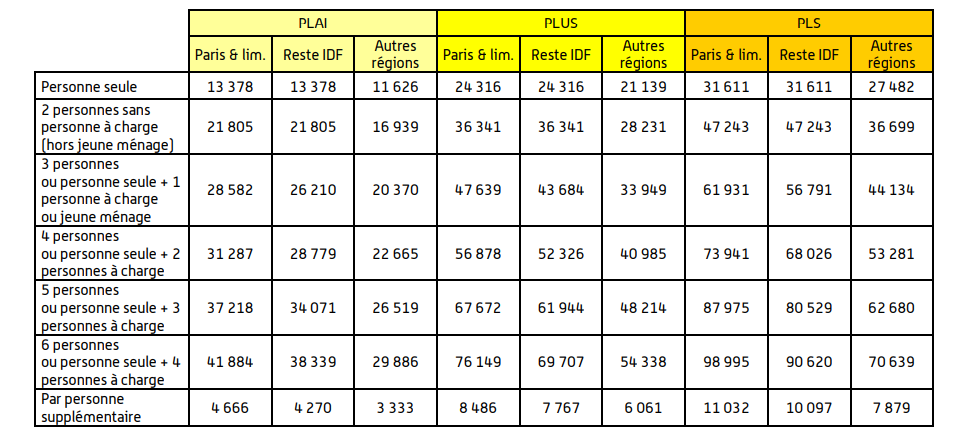 PLAI PLUS PLS
Paris & lim. Reste IDF Autres régions Paris & lim. Reste IDF Autres régions Paris & lim. Reste IDF Autres régions
Personne seule 13 378 13 378 11 626 24 316 24 316 21 139 31 611 31 611 27 482
2 personnes sans
personne à charge 21 805 21 805 16 939 36 341 36 341 28 231 47 243 47 243 36 699
(hors jeune ménage)
3 personnes
ou personne seule + 1 28 582 26 210 20 370 47 639 43 684 33 949 61 931 56 791 44 134
personne à charge
ou jeune ménage
4 personnes
ou personne seule + 2 31 287 28 779 22 665 56 878 52 326 40 985 73 941 68 026 53 281
personnes à charge
5 personnes
ou personne seule + 3 37 218 34 071 26 519 67 672 61 944 48 214 87 975 80 529 62 680
personnes à charge
6 personnes
ou personne seule + 4 41 884 38 339 29 886 76 149 69 707 54 338 98 995 90 620 70 639
personnes à charge
Par personne
supplémentaire 4 666 4 270 3 333 8 486 7 767 6 061 11 032 10 097 7 879